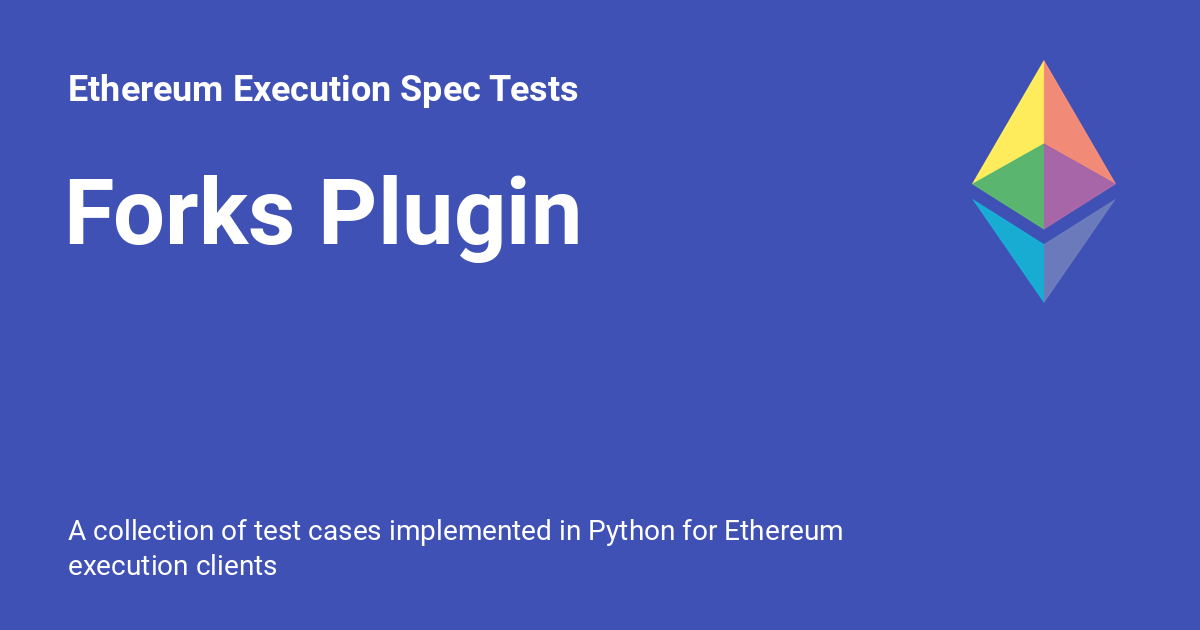 Ethereum Execution Spec Tests
Forks Plugin
A collection of test cases implemented in Python for Ethereum
execution clients